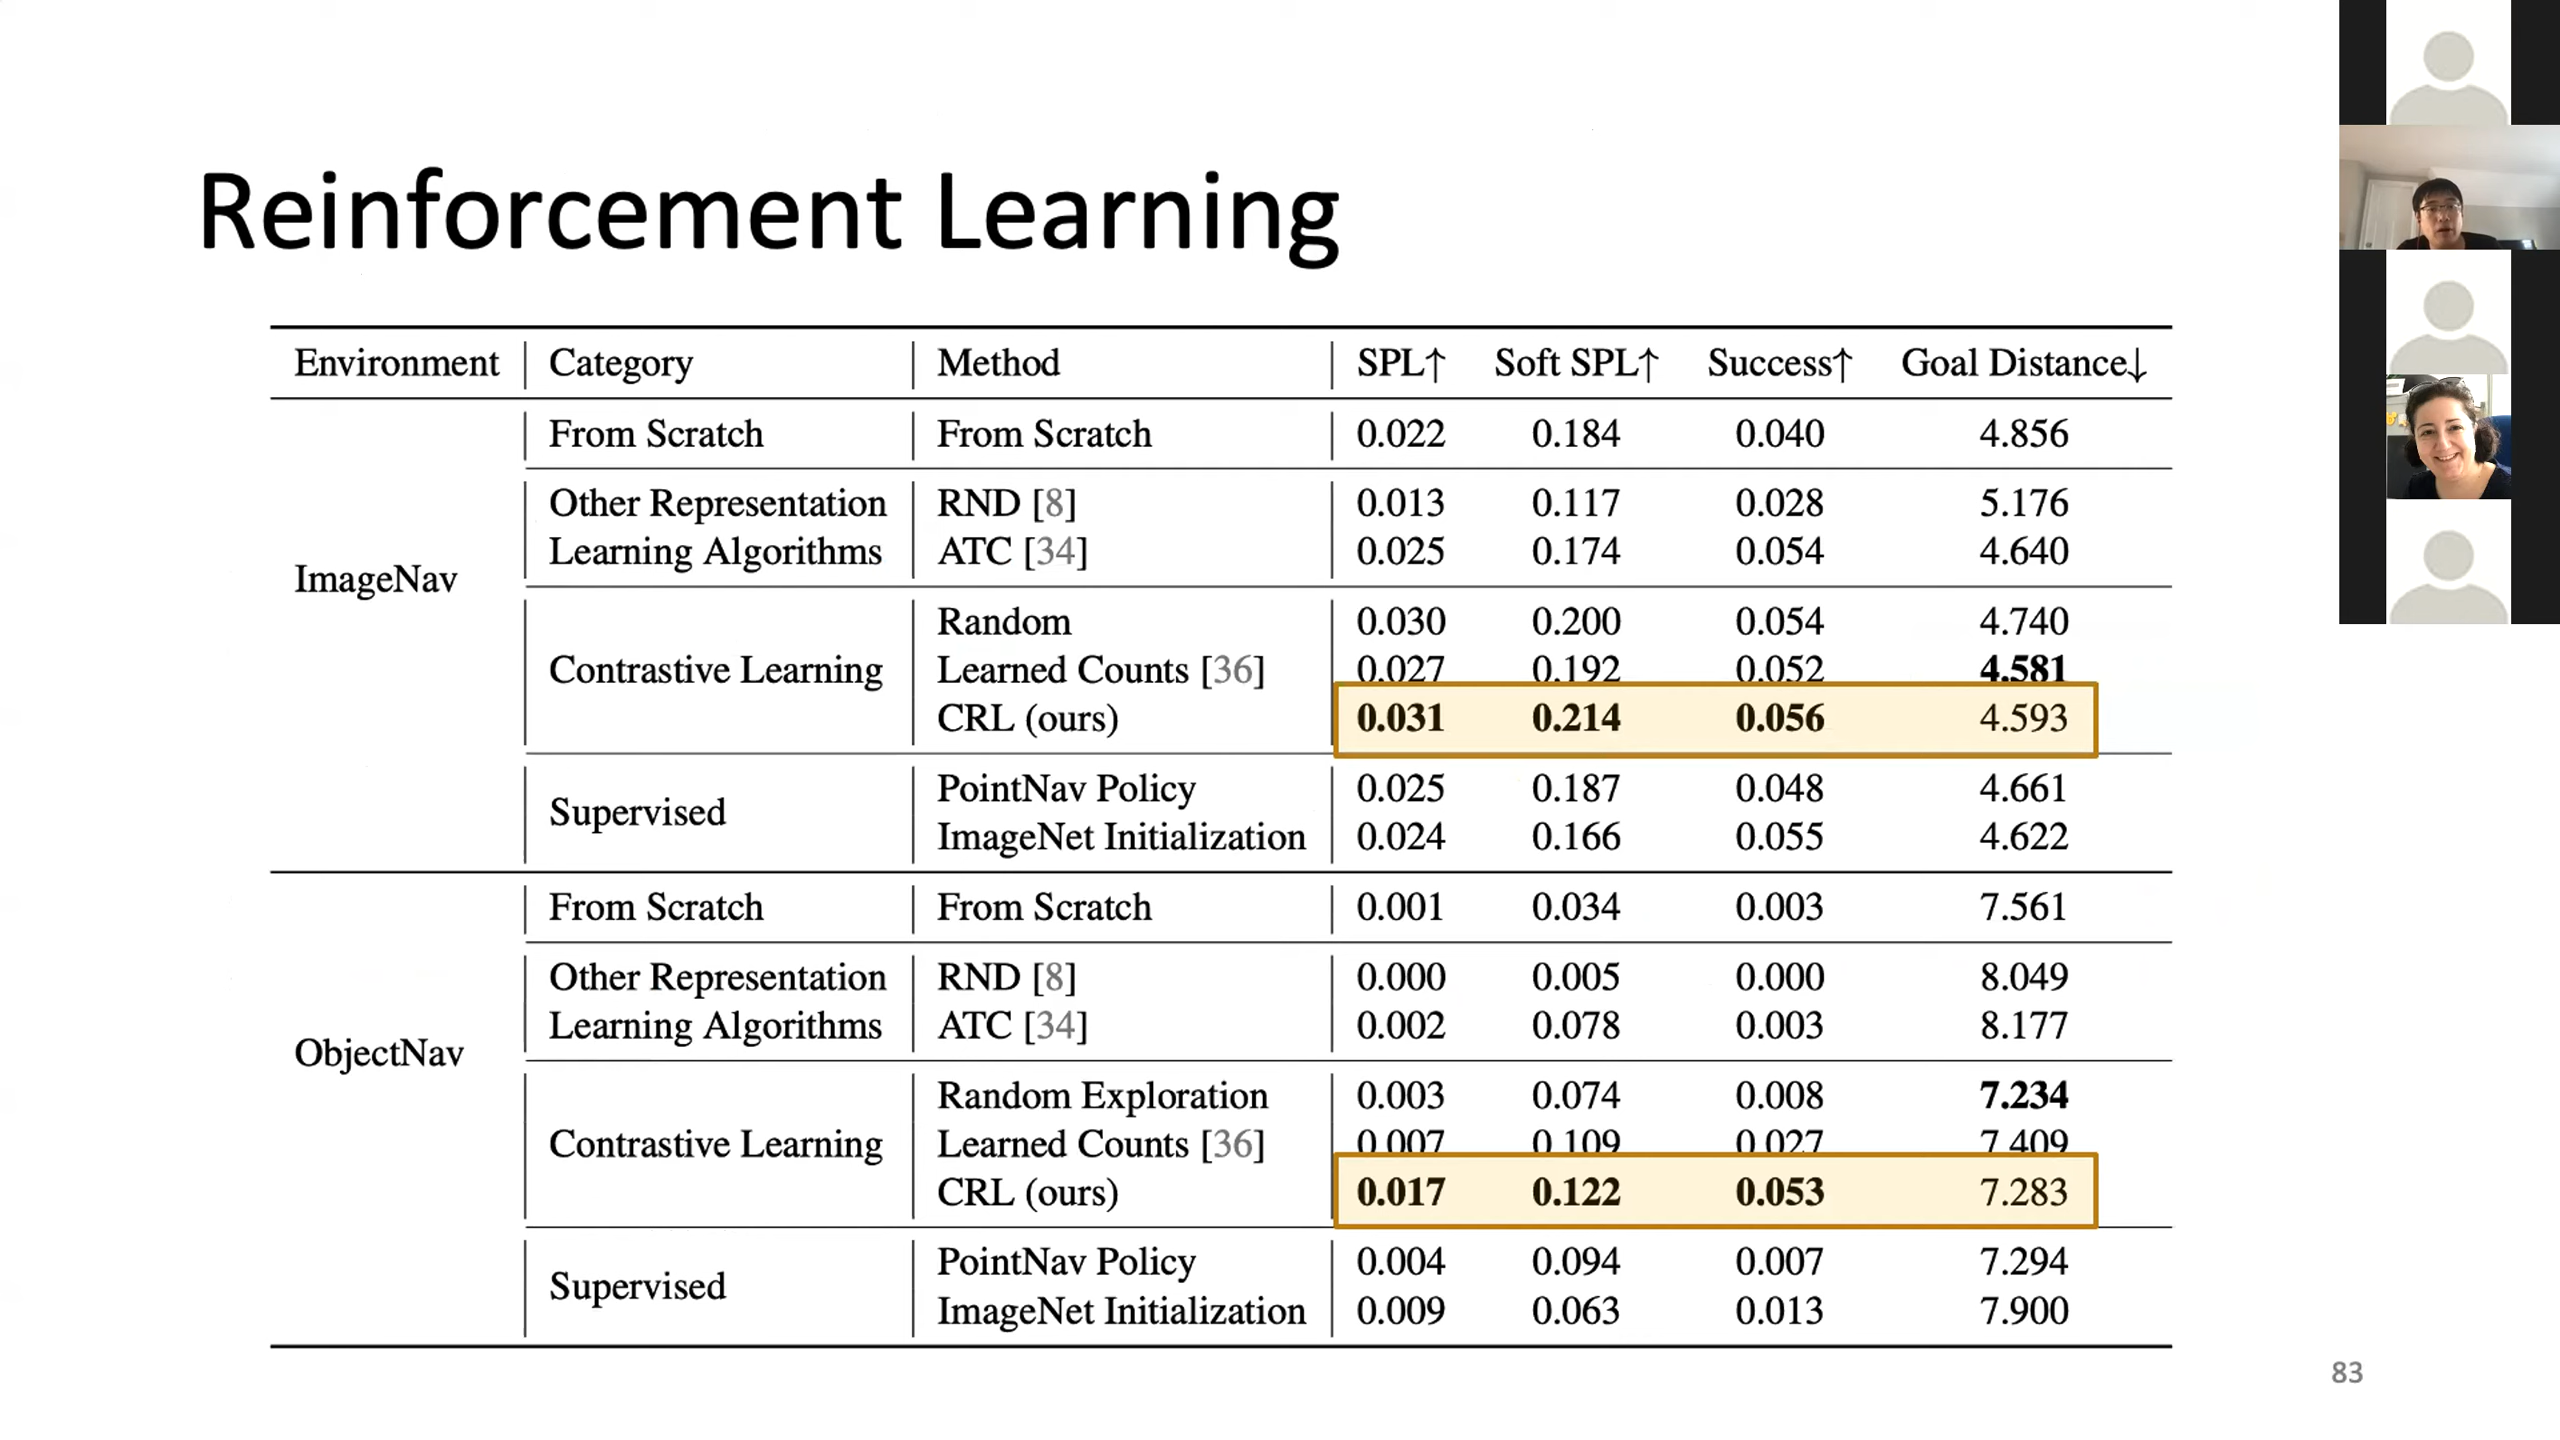 Reinforcement Learning
Environment Category Method SPL↑ Soft SPL↑ Success↑ Goal Distance↓
From Scratch From Scratch 0.022 0.184 0.040 4.856
Other Representation RND [8] 0.013 0.117 0.028 5.176
Learning Algorithms ATC [34] 0.025 0.174 0.054 4.640
ImageNav
Random 0.030 0.200 0.054 4.740
Contrastive Learning Learned Counts [36] 0.027 0.192 0.052 4.581
CRL (ours) 0.031 0.214 0.056 4.593
PointNav Policy 0.025 0.187 0.048 4.661
Supervised
ImageNet Initialization 0.024 0.166 0.055 4.622
From Scratch From Scratch 0.001 0.034 0.003 7.561
Other Representation RND [8] 0.000 0.005 0.000 8.049
Learning Algorithms ATC [34] 0.002 0.078 0.003 8.177
ObjectNav
Random Exploration 0.003 0.074 0.008 7.234
Contrastive Learning Learned Counts [36] 0.007 0.109 0.027 7.409
CRL (ours) 0.017 0.122 0.053 7.283
PointNav Policy 0.004 0.094 0.007 7.294
Supervised
ImageNet Initialization 0.009 0.063 0.013 7.900
83